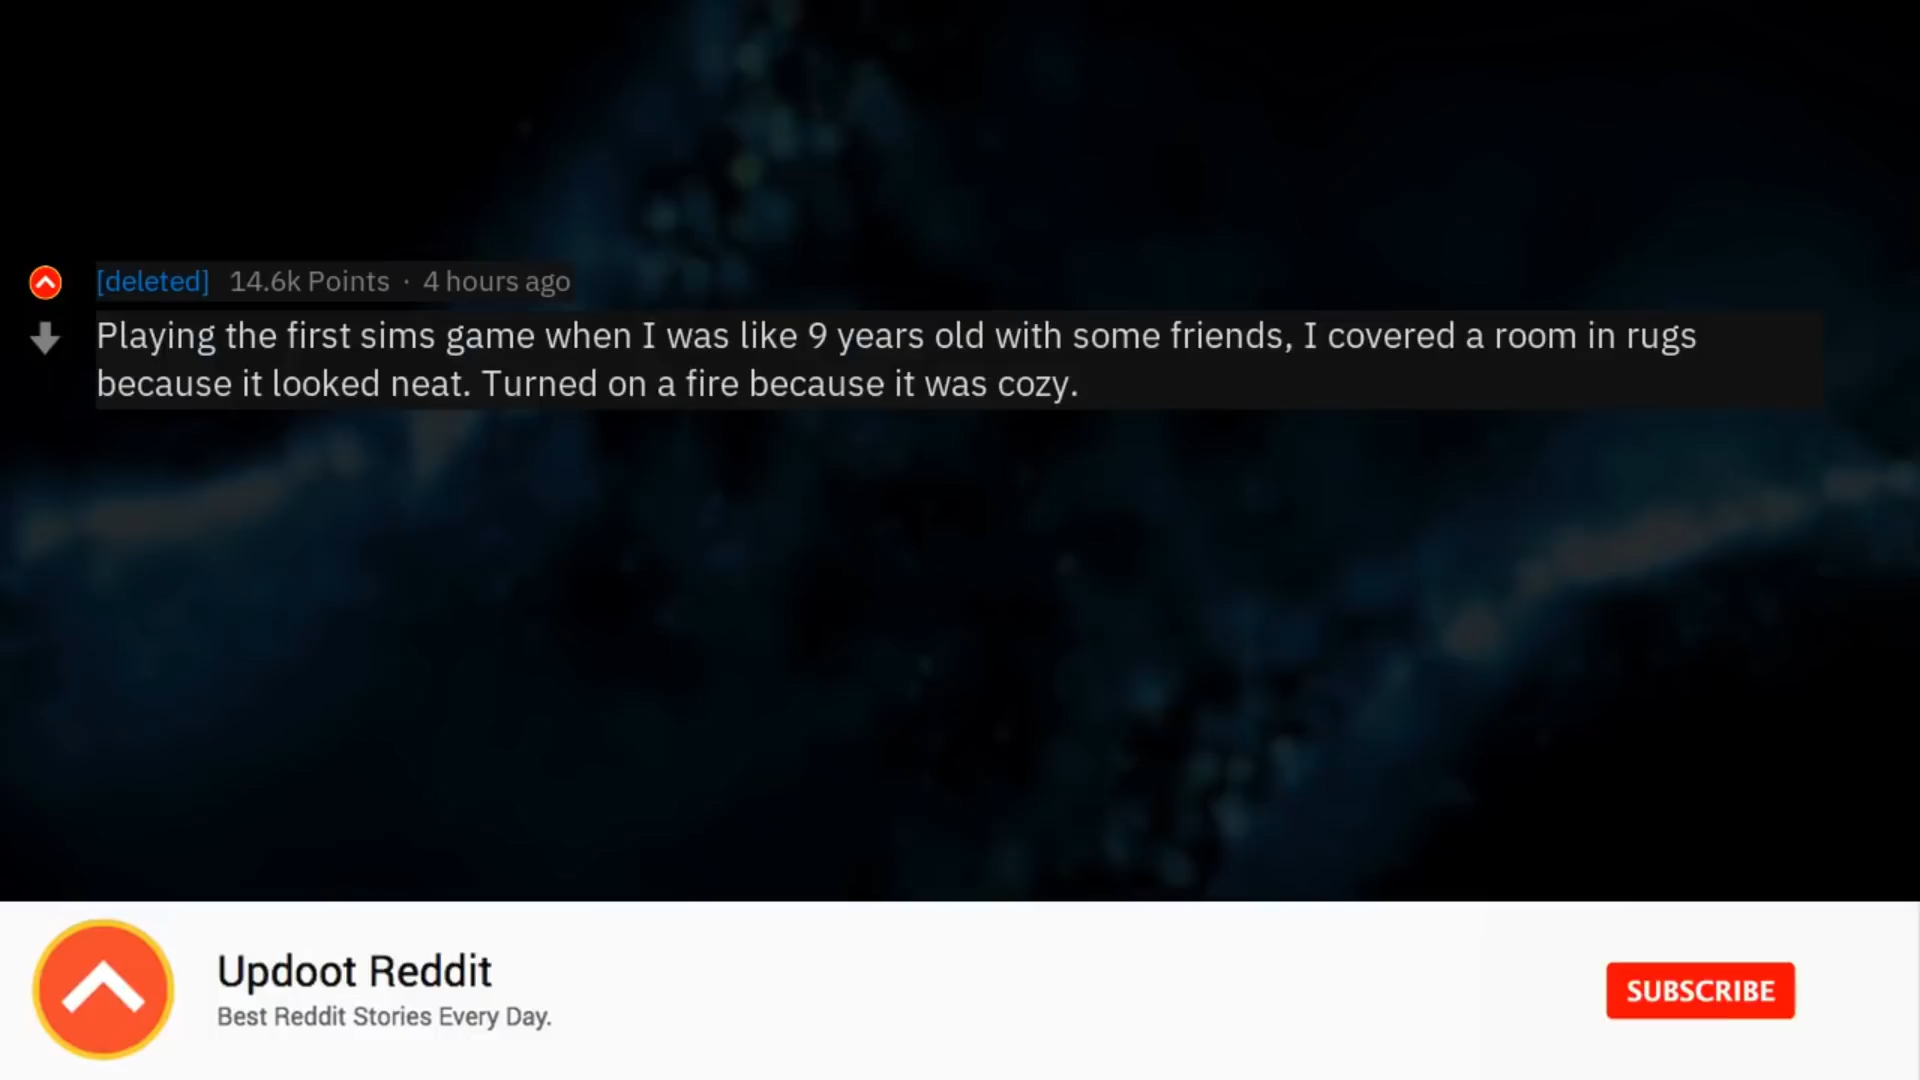 [deleted] 14.6k Points · 4 hours ago
Playing the first sims game when I was like 9 years old with some friends, I covered a room in rugs
because it looked neat. Turned on a fire because it was cozy.
Updoot Reddit
Best Reddit Stories Every Day.
SUBSCRIBE